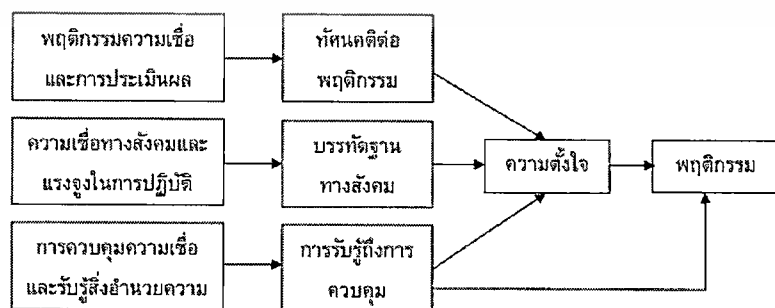 พฤติกรรมความเชื่อ
และการประเมินผล
ทัศนคติต่อ
พฤติกรรม
ความเชื่อทางสังคมและ
แรงจูงในการปฏิบัติ
บรรทัดฐาน
ทางสังคม
ความตั้งใจ
พฤติกรรม
การควบคุมความเชื่อ
และรับรู้สิ่งอำนวยความ
การรับรู้ถึงการ
ควบคุม